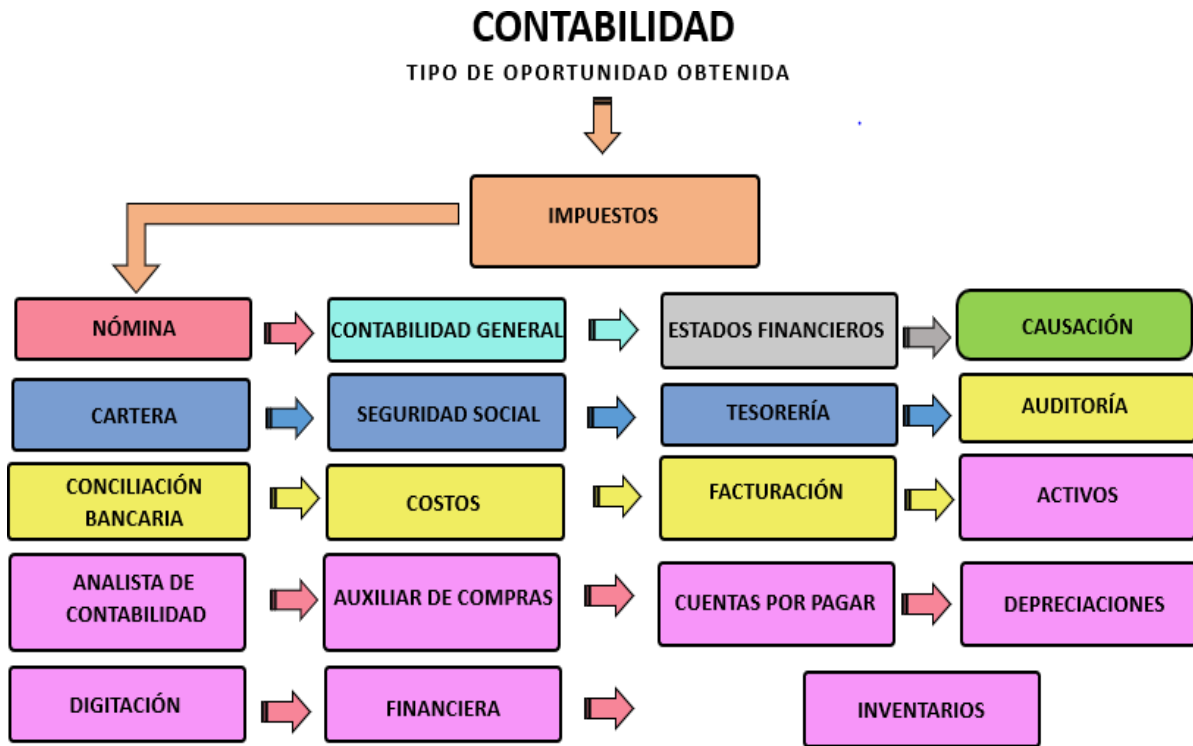 CONTABILIDAD
TIPO DE OPORTUNIDAD OBTENIDA
IMPUESTOS
NÓMINA
CONTABILIDAD GENERAL
ESTADOS FINANCIEROS
CAUSACIÓN
CARTERA
SEGURIDAD SOCIAL
TESORERÍA
AUDITORÍA
CONCILIACIÓN
BANCARIA
COSTOS
FACTURACIÓN
ACTIVOS
ANALISTA DE
CONTABILIDAD
AUXILIAR DE COMPRAS
CUENTAS POR PAGAR
DEPRECIACIONES
DIGITACIÓN
FINANCIERA
INVENTARIOS